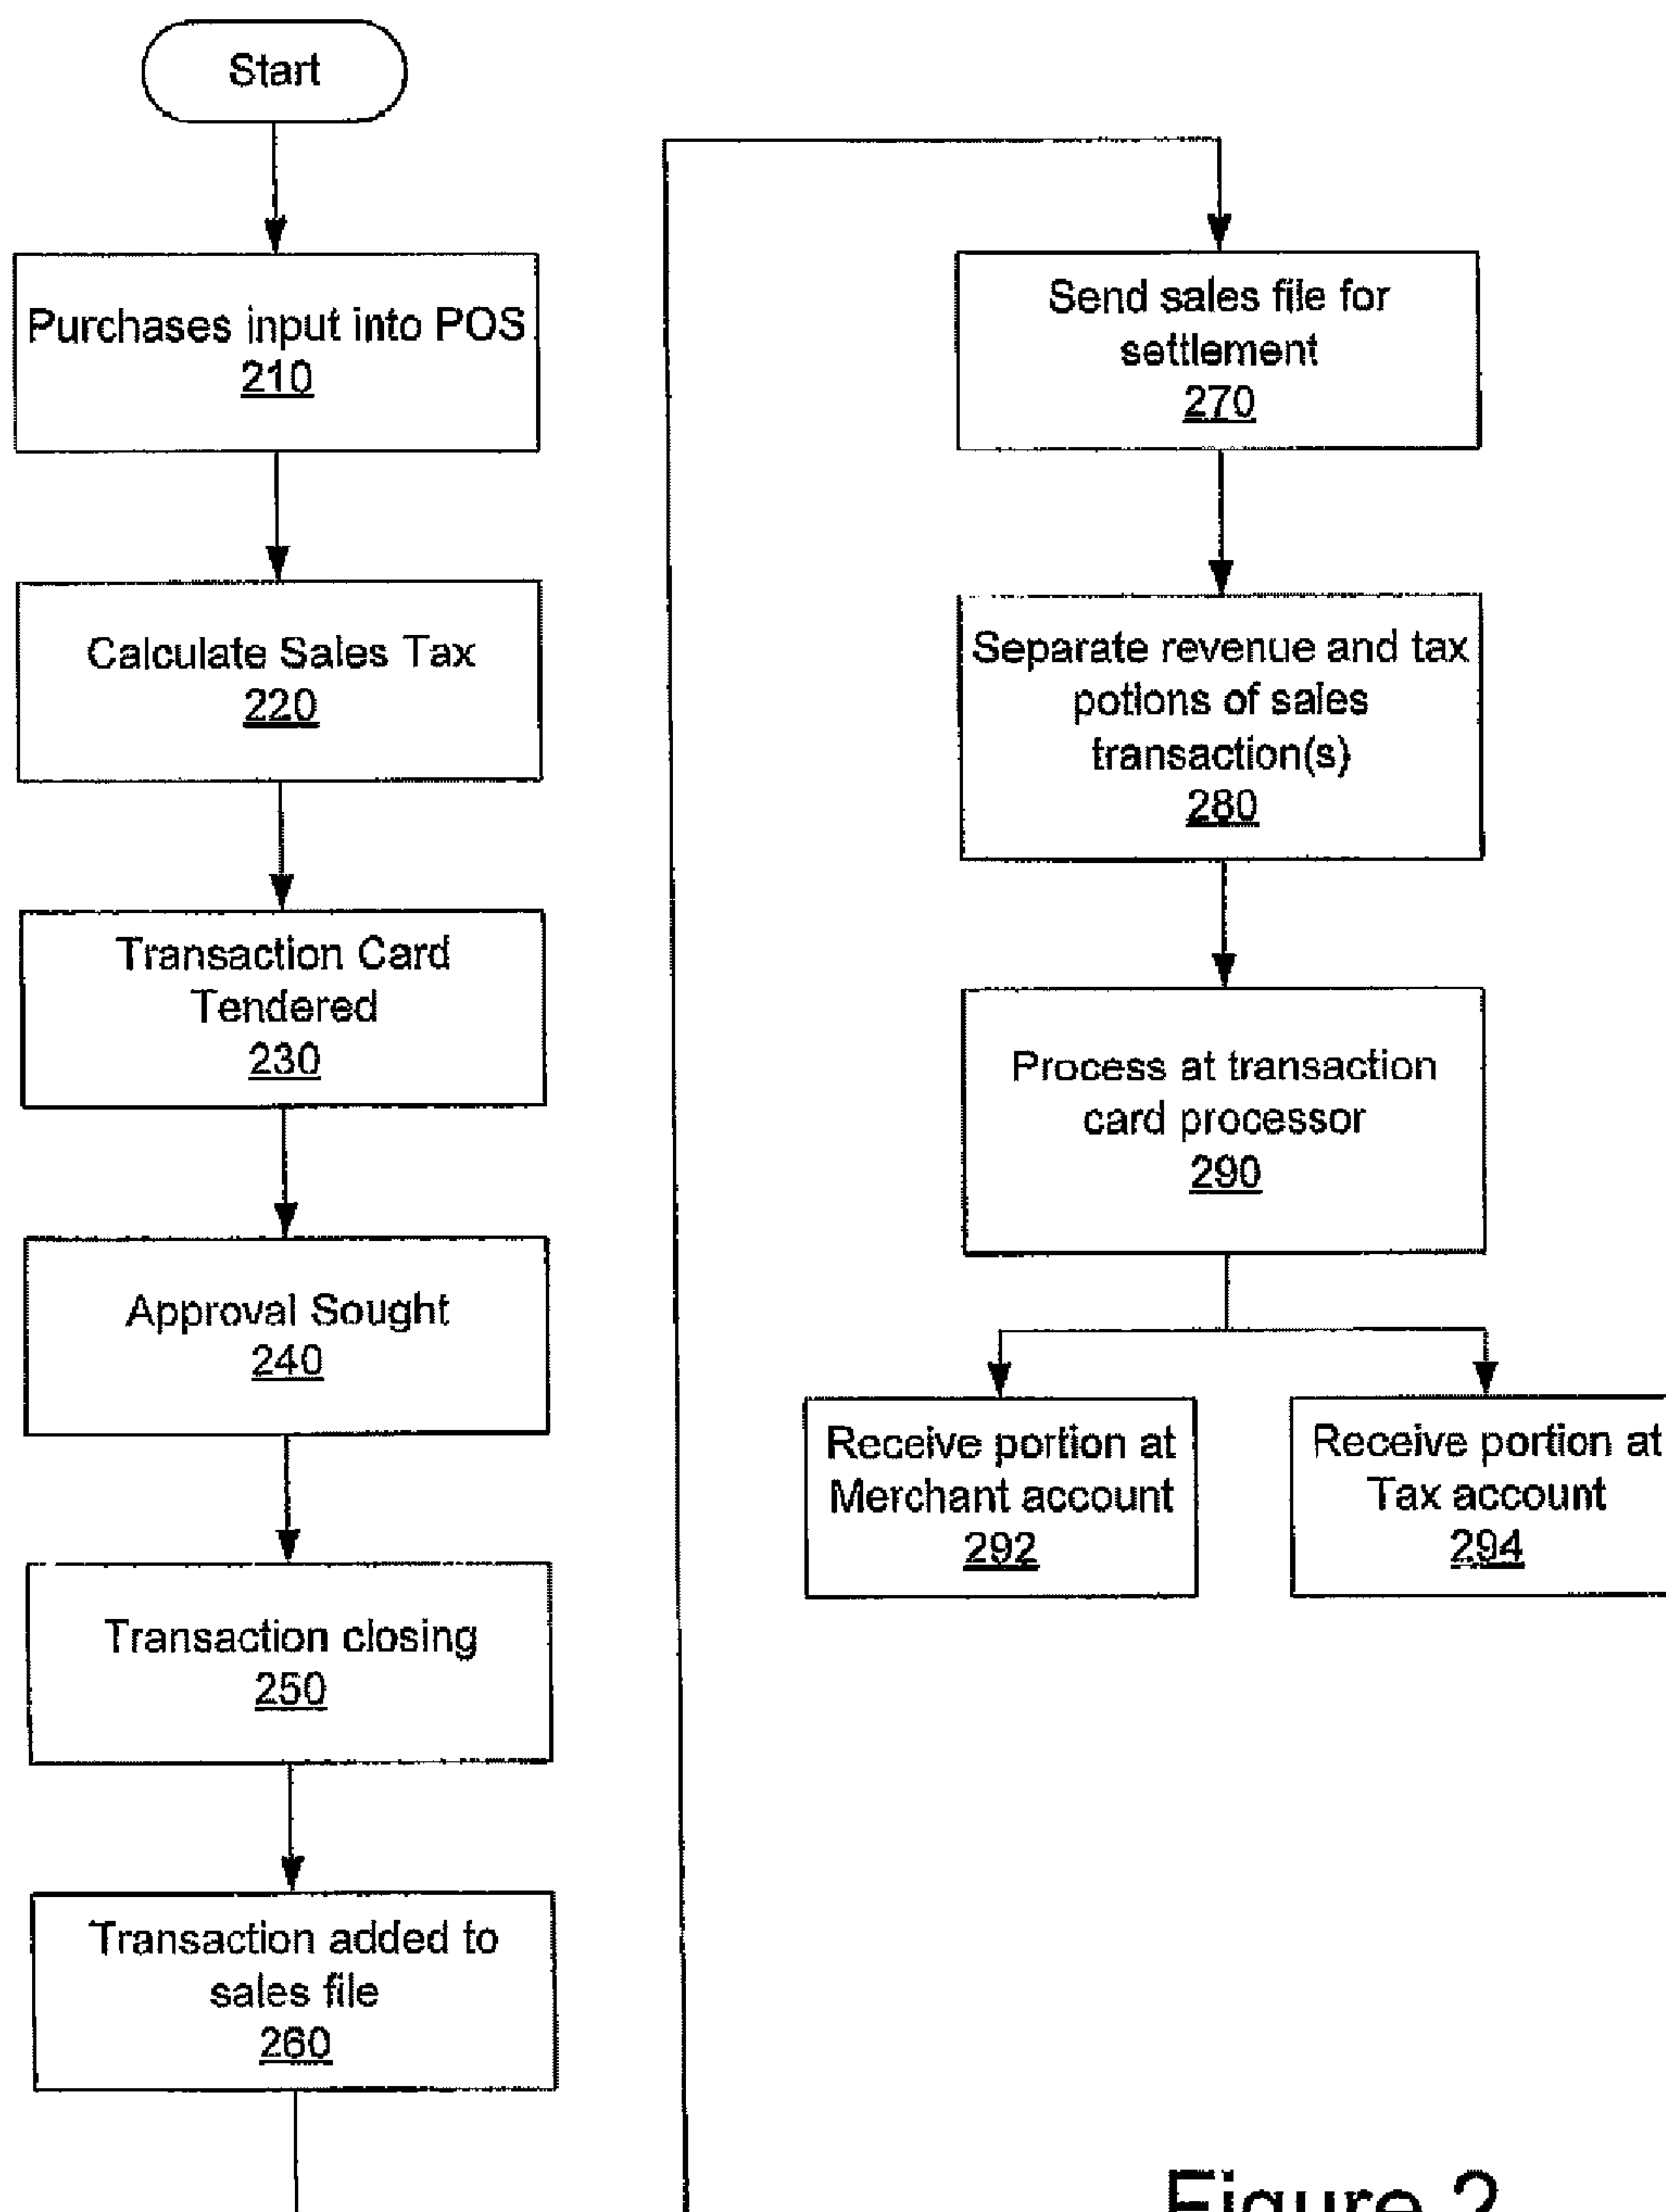 Start
Purchases input into POS
210
Calculate Sales Tax
220
Transaction Card
Tendered
230
Approval Sought
240
Transaction closing
250
Transaction added to
sales file
260
Send sales file for
settlement
270
Separate revenue and tax
potions of sales
transaction(s)
280
Process at transaction
card processor
290
Receive portion at
Merchant account
292
Receive portion at
Tax account
294
Figure 2